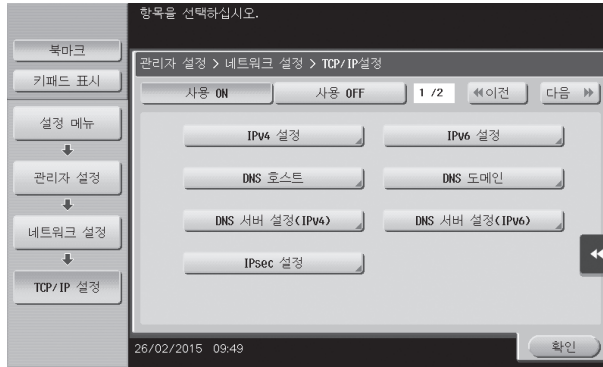 항목을 선택하십시오.
북마크
키패드 표시
설정 메뉴
관리자 설정
네트워크 설정
TCP/IP 설정
관리자 설정 > 네트워크 설정 > TCP/IP설정
사용 ON 사용 OFF 1 /2 이전 다음
IPv4 설정 IPv6 설정
DNS 호스트 DNS 도메인
DNS 서버 설정(IPv4) DNS 서버 설정(IPv6)
IPsec 설정
26/02/2015 09:49 확인